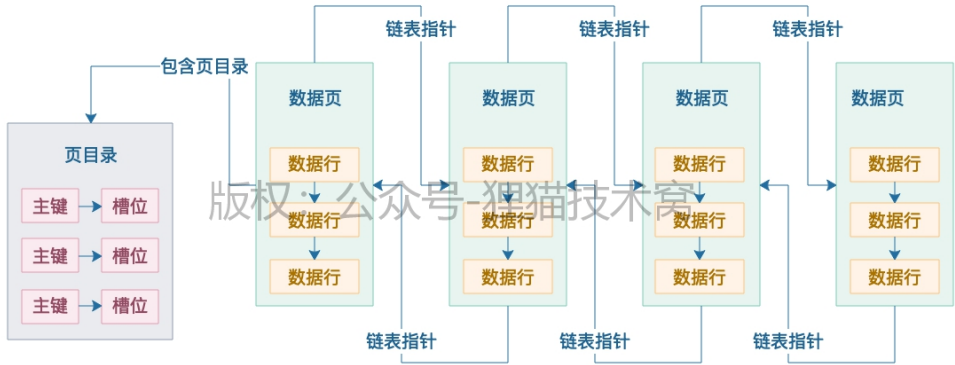 链表指针
链表指针
链表指针
包含页目录
数据页
数据页
数据页
数据页
页目录
数据行
数据行
数据行
数据行
主键
槽位
数据行
数据行
数据行
数据行
主键
槽位
数据行
数据行
数据行
数据行
主键
槽位
链表指针
链表指针
链表指针
版权：公众号-狸猫技术窝